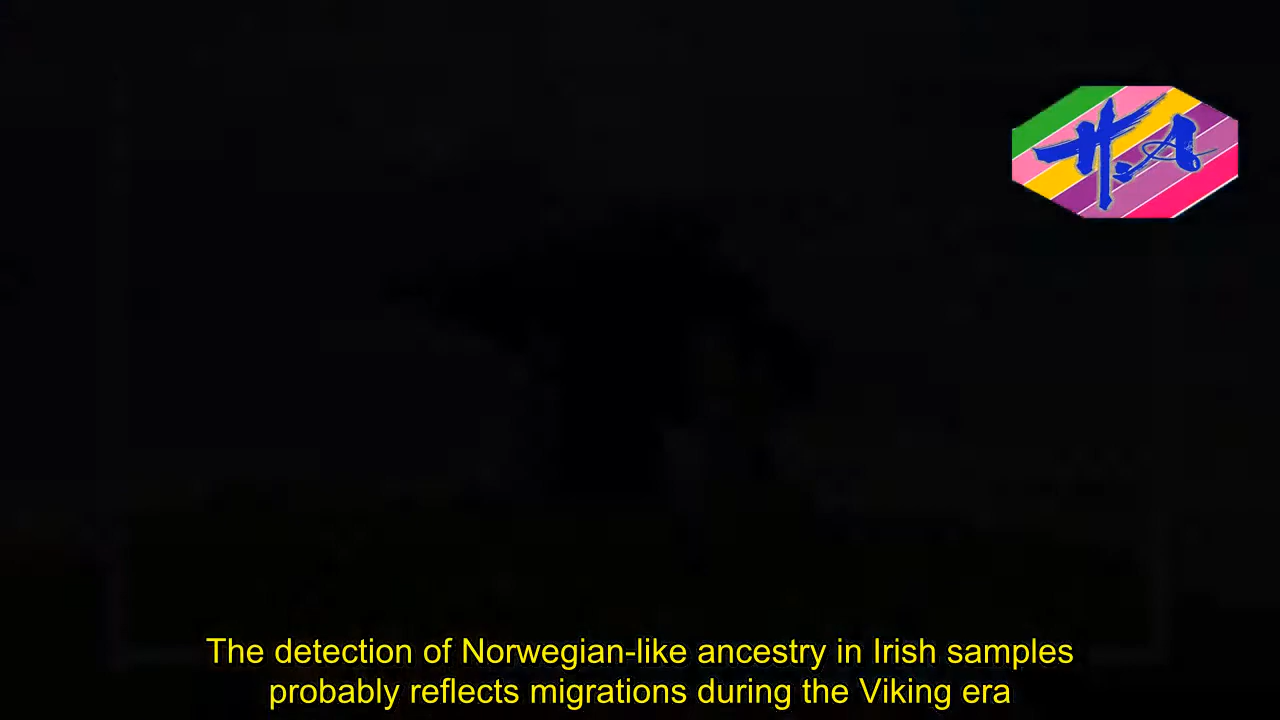 H.A
The detection of Norwegian-like ancestry in Irish samples
probably reflects migrations during the Viking era